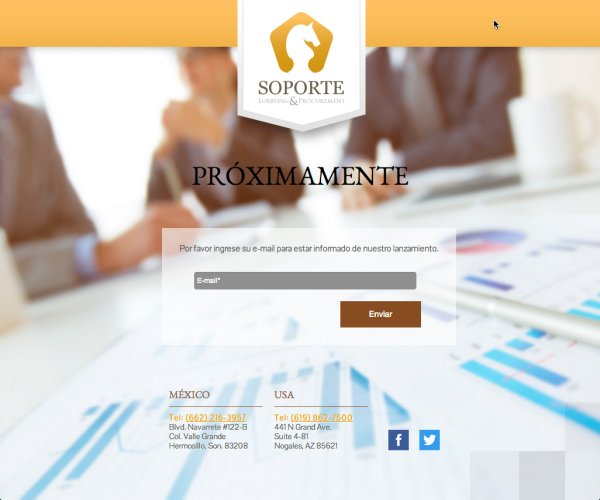 SOPORTE
LOBBYING & PROCUREMENT
PRÓXIMAMENTE
Por favor ingrese su e-mail para estar informado de nuestro lanzamiento.
E-mail*
Enviar
MÉXICO
Tel: (662) 216-3957
Blvd. Navarrete #122-B
Col. Valle Grande
Hermosillo, Son. 83208
USA
Tel: (619) 862-7500
441 N Grand Ave.
Suite 4-81
Nogales, AZ 85621